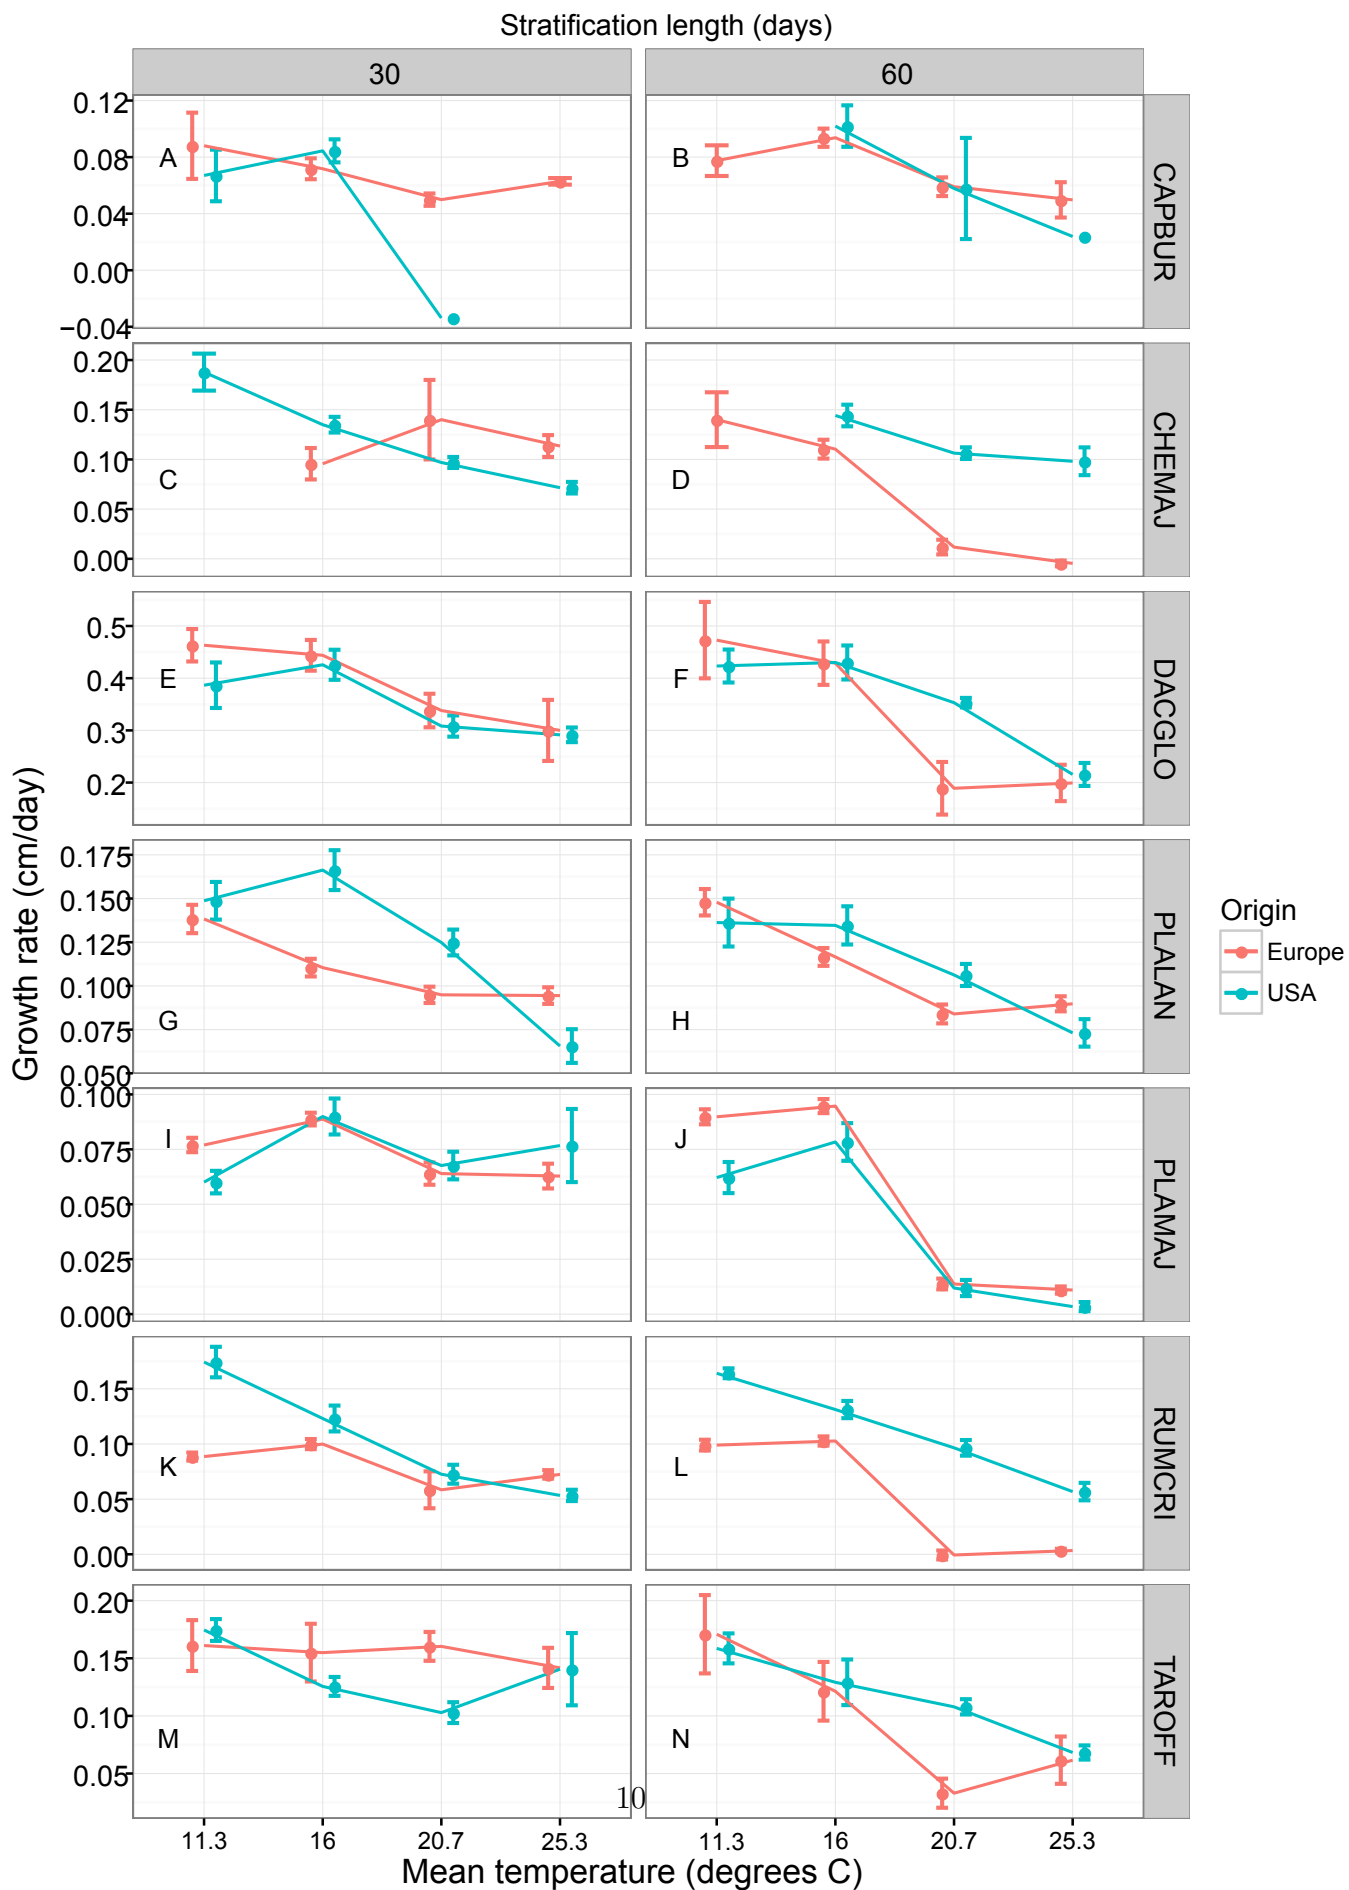 Stratification length (days)
30
60
0.12
0.08
0.04
0.00
−0.04
A
B
CAPBUR
0.20
0.15
0.10
0.05
0.00
C
D
CHEMAJ
0.5
0.4
0.3
0.2
E
F
DACGLO
0.175
0.150
0.125
0.100
0.075
0.050
G
H
PLALAN
0.100
0.075
0.050
0.025
0.000
I
J
PLAMAJ
0.15
0.10
0.05
0.00
K
L
RUMCRI
0.20
0.15
0.10
0.05
M
N
TAROFF
Growth rate (cm/day)
Origin
Europe
USA
10
11.3 16 20.7 25.3
11.3 16 20.7 25.3
Mean temperature (degrees C)